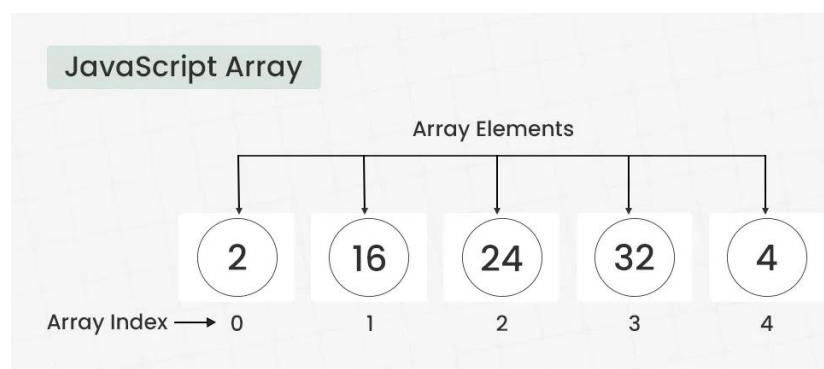 JavaScript Array
Array Elements
2 16 24 32 4
Array Index 0 1 2 3 4